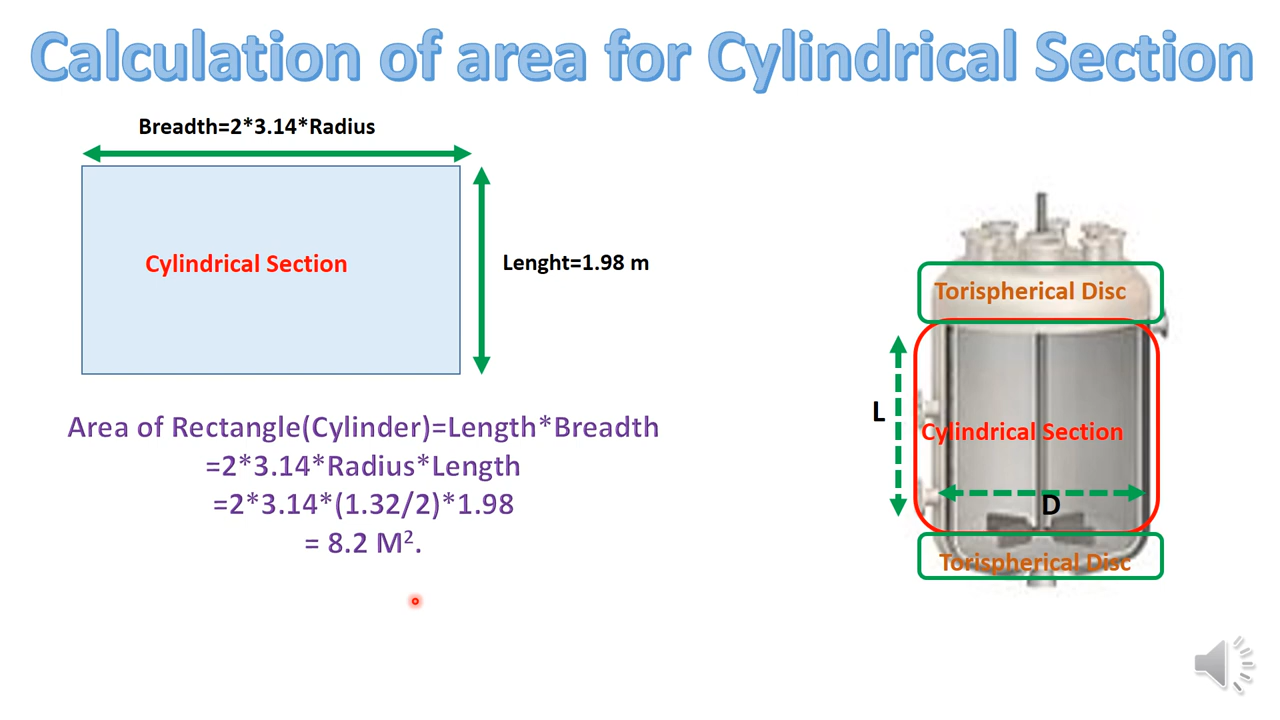 Calculation of area for Cylindrical Section
Breadth=2*3.14*Radius
Cylindrical Section
Lenght=1.98 m
Area of Rectangle(Cylinder)=Length*Breadth
=2*3.14*Radius*Length
=2*3.14*(1.32/2)*1.98
= 8.2 M².
Torispherical Disc
L
Cylindrical Section
D
Torispherical Disc